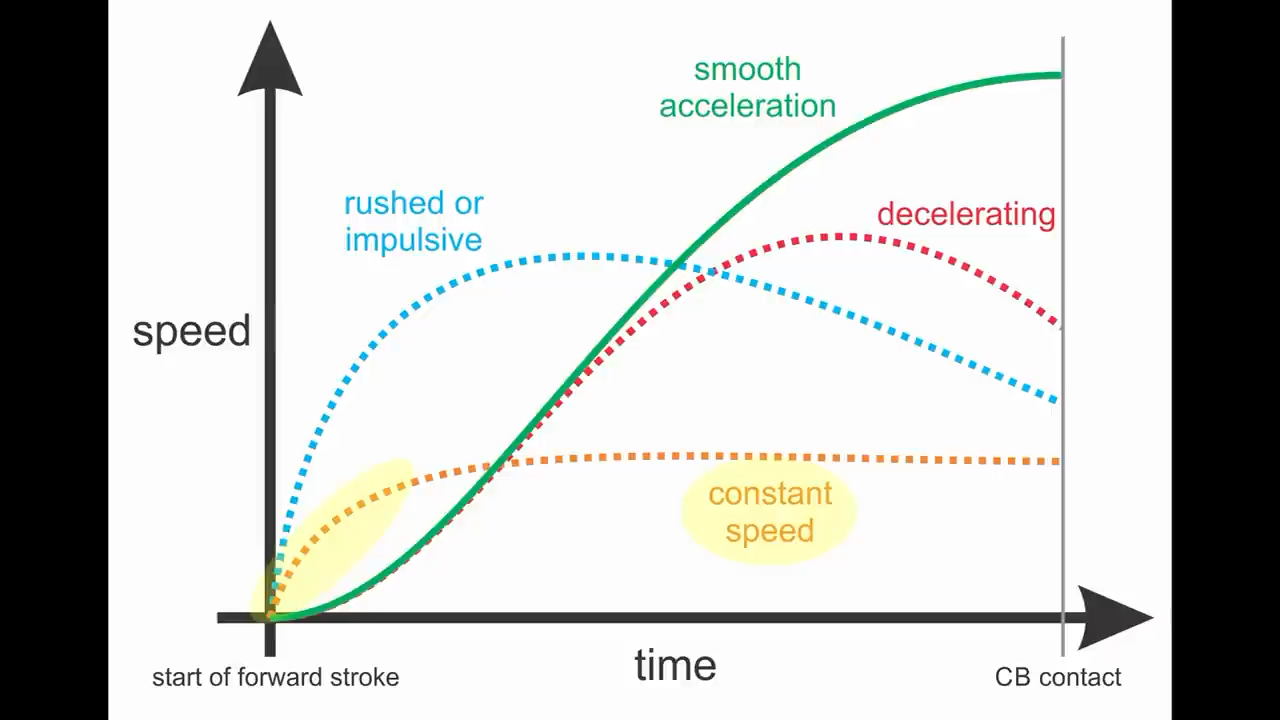 smooth
acceleration
rushed or
impulsive
decelerating
speed
constant
speed
time
start of forward stroke
CB contact